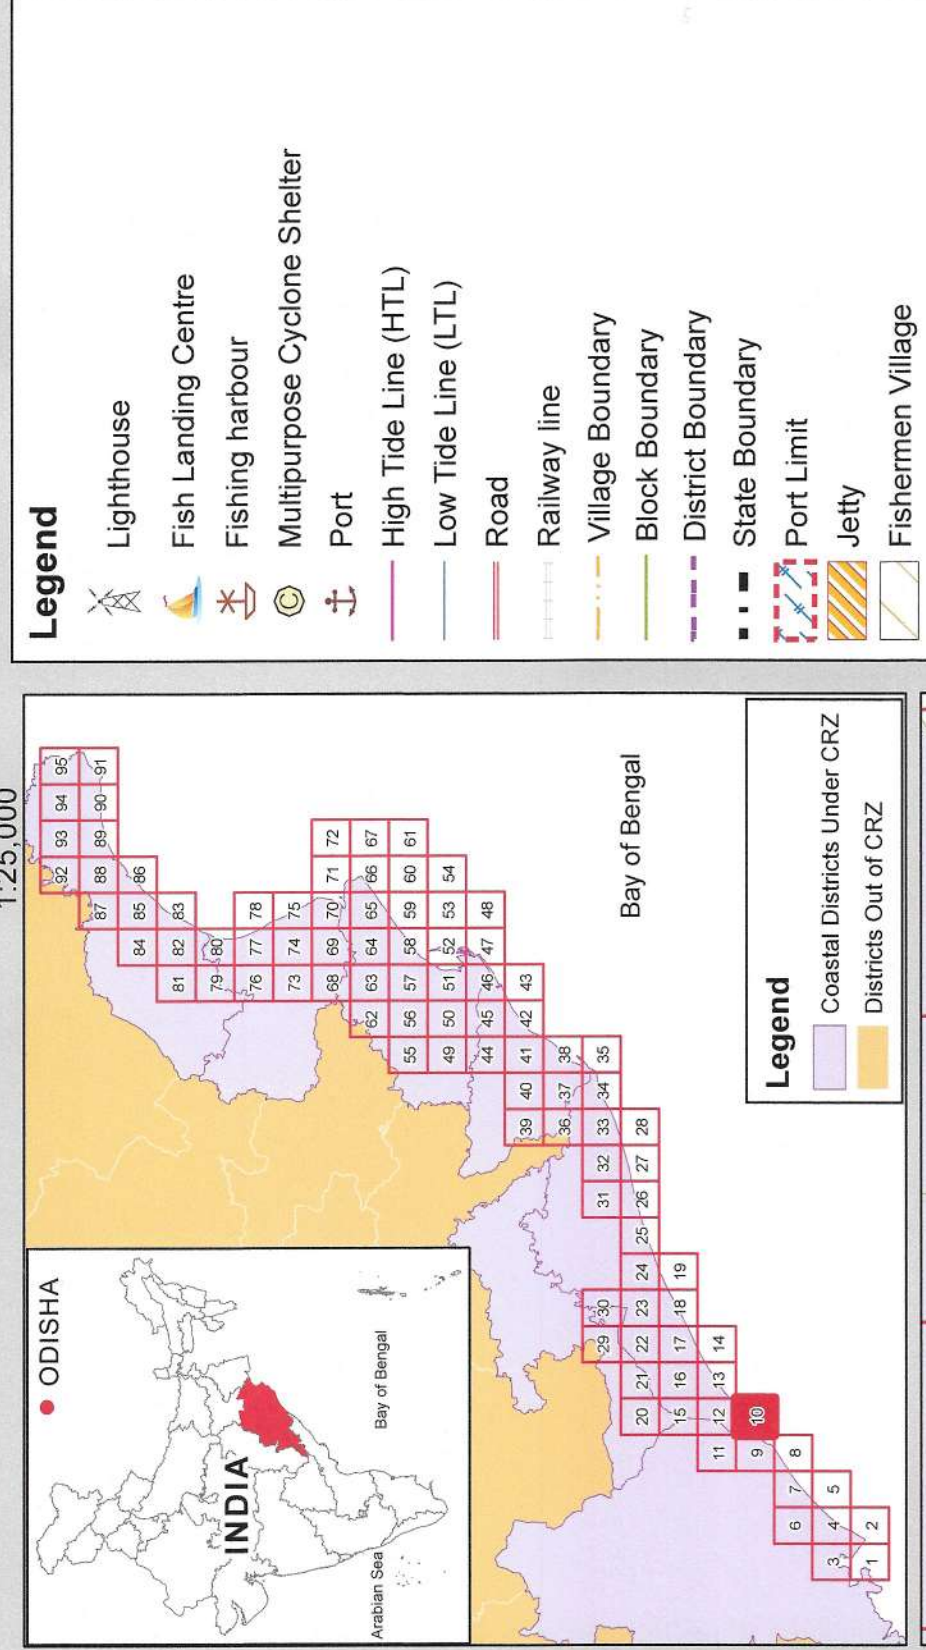 1:25,000
ODISHA
INDIA
Arabian Sea
Bay of Bengal
92 93 94 95
87 88 89 90 91
84 85 86
81 82 83
79 80
76 77 78
73 74 75
68 69 70 71 72
62 63 64 65 66 67
55 56 57 58 59 60 61
49 50 51 52 53 54
44 45 46 47 48
39 40 41 42 43
36 37 38
29 30 31 32 33 34 35
20 21 22 23 24 25 26 27 28
15 16 17 18 19
11 12 13 14
9 10
6 7 8
3 4 5
1 2
Bay of Bengal
Legend
Coastal Districts Under CRZ
Districts Out of CRZ
Legend
Lighthouse
Fish Landing Centre
Fishing harbour
C Multipurpose Cyclone Shelter
Port
High Tide Line (HTL)
Low Tide Line (LTL)
Road
Railway line
Village Boundary
Block Boundary
District Boundary
State Boundary
Port Limit
Jetty
Fishermen Village